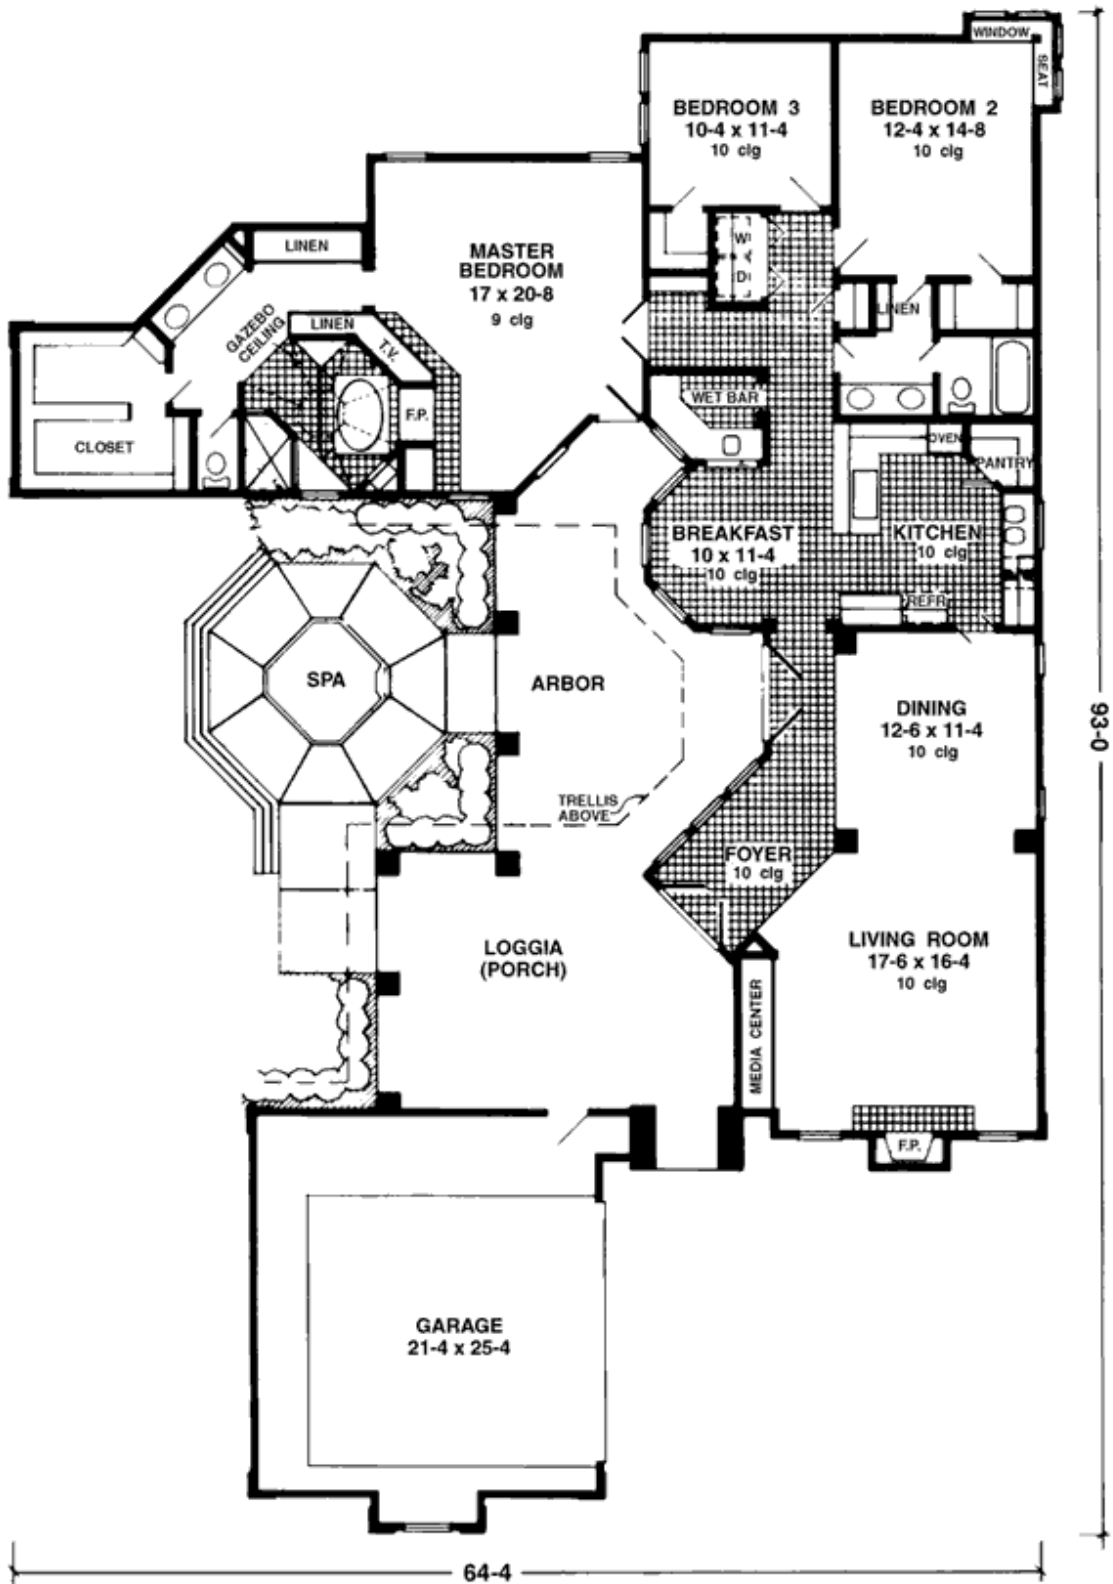 WINDOW
SEAT
BEDROOM 3
10-4 x 11-4
10 clg
BEDROOM 2
12-4 x 14-8
10 clg
LINEN
MASTER
BEDROOM
17 x 20-8
9 clg
W
D
GAZEBO
CEILING
LINEN
T.V.
F.P.
LINEN
WET BAR
CLOSET
OVEN
PANTRY
BREAKFAST
10 x 11-4
10 clg
KITCHEN
10 clg
REFR
SPA
ARBOR
DINING
12-6 x 11-4
10 clg
93-0
TRELLIS
ABOVE
FOYER
10 clg
LOGGIA
(PORCH)
LIVING ROOM
17-6 x 16-4
10 clg
MEDIA CENTER
F.P.
GARAGE
21-4 x 25-4
64-4